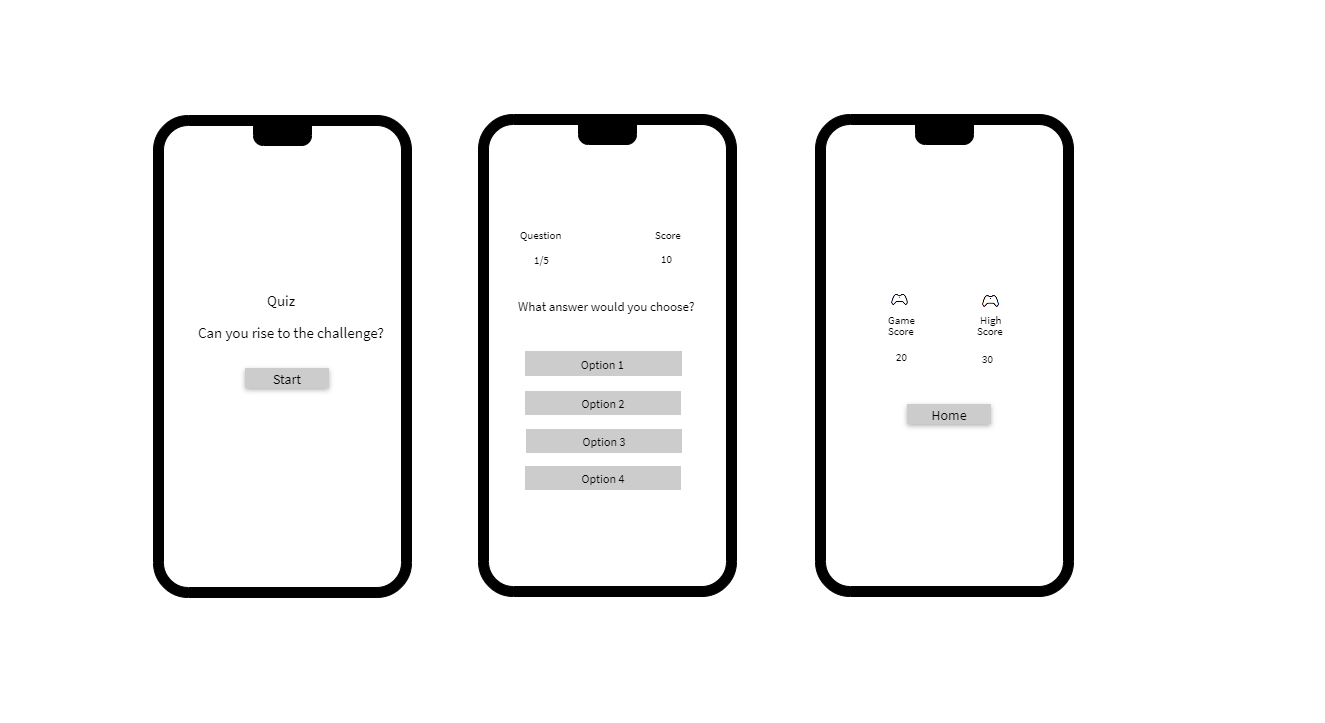 Quiz
Can you rise to the challenge?
Start
Question
Score
1/5
10
What answer would you choose?
Option 1
Option 2
Option 3
Option 4
Game
Score
20
High
Score
30
Home